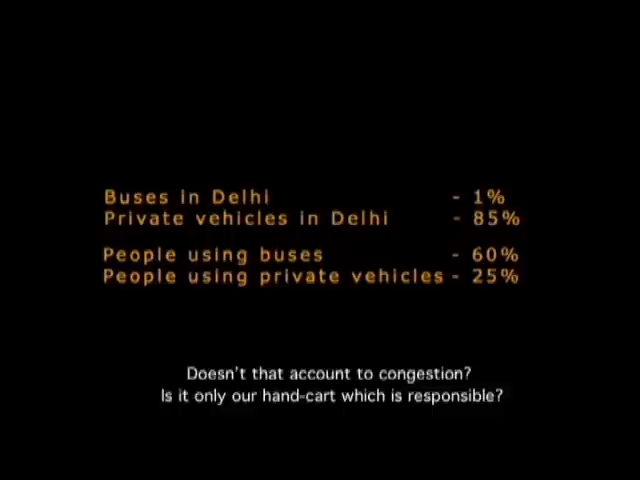 Buses in Delhi - 1%
Private vehicles in Delhi - 85%
People using buses - 60%
People using private vehicles - 25%
Doesn't that account to congestion?
Is it only our hand-cart which is responsible?